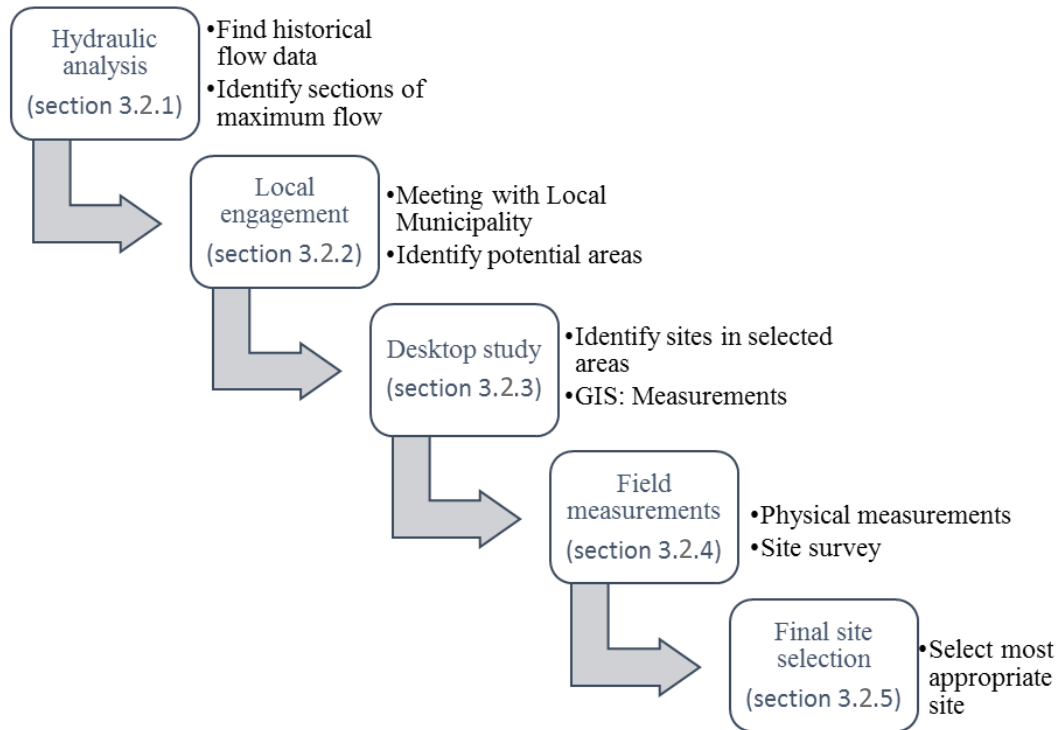 Hydraulic
analysis
(section 3.2.1)
•Find historical
flow data
•Identify sections of
maximum flow
Local
engagement
(section 3.2.2)
•Meeting with Local
Municipality
•Identify potential areas
Desktop study
(section 3.2.3)
•Identify sites in selected
areas
•GIS: Measurements
Field
measurements
(section 3.2.4)
•Physical measurements
•Site survey
Final site
selection
(section 3.2.5)
•Select most
appropriate
site